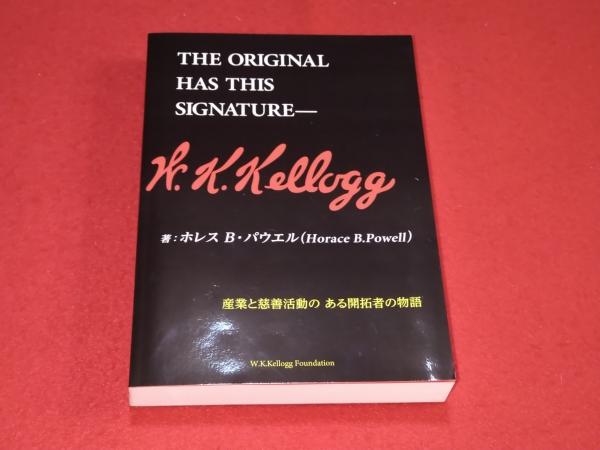 THE ORIGINAL
HAS THIS
SIGNATURE—
W. K. Kellogg
著：ホレス B・パウエル(Horace B.Powell)
産業と慈善活動の ある開拓者の物語
W.K.Kellogg Foundation